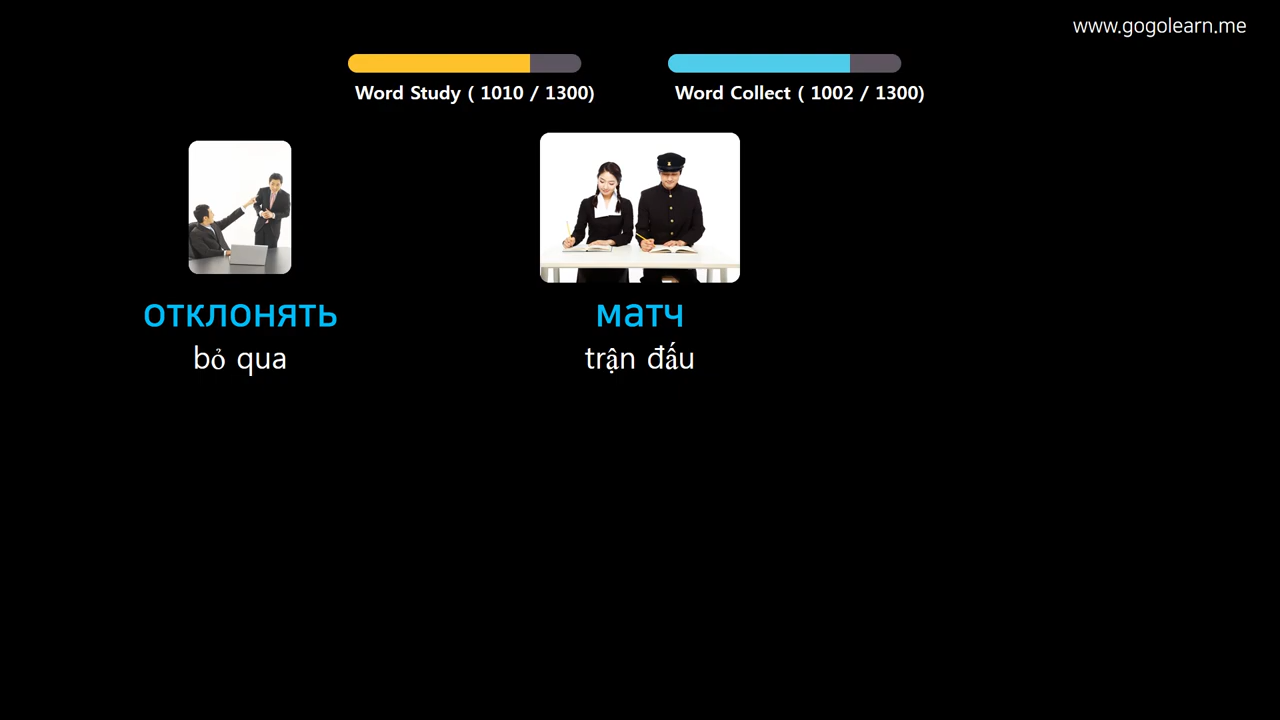 www.gogolearn.me
Word Study ( 1010 / 1300)
Word Collect ( 1002 / 1300)
отклонять
bỏ qua
матч
trận đấu